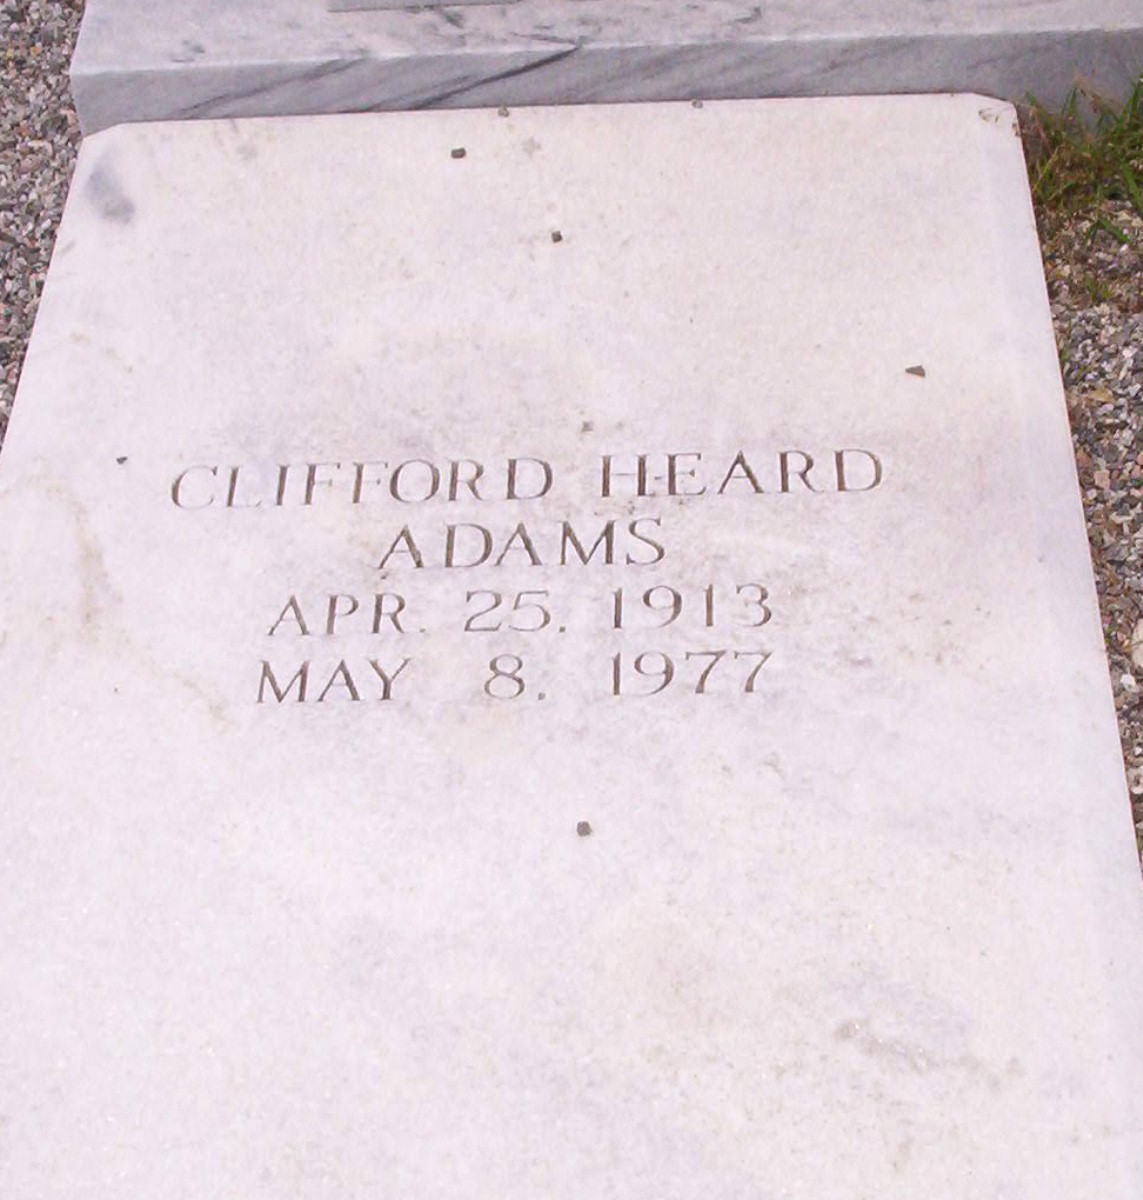 CLIFFORD HEARD
ADAMS
APR. 25. 1913
MAY 8. 1977